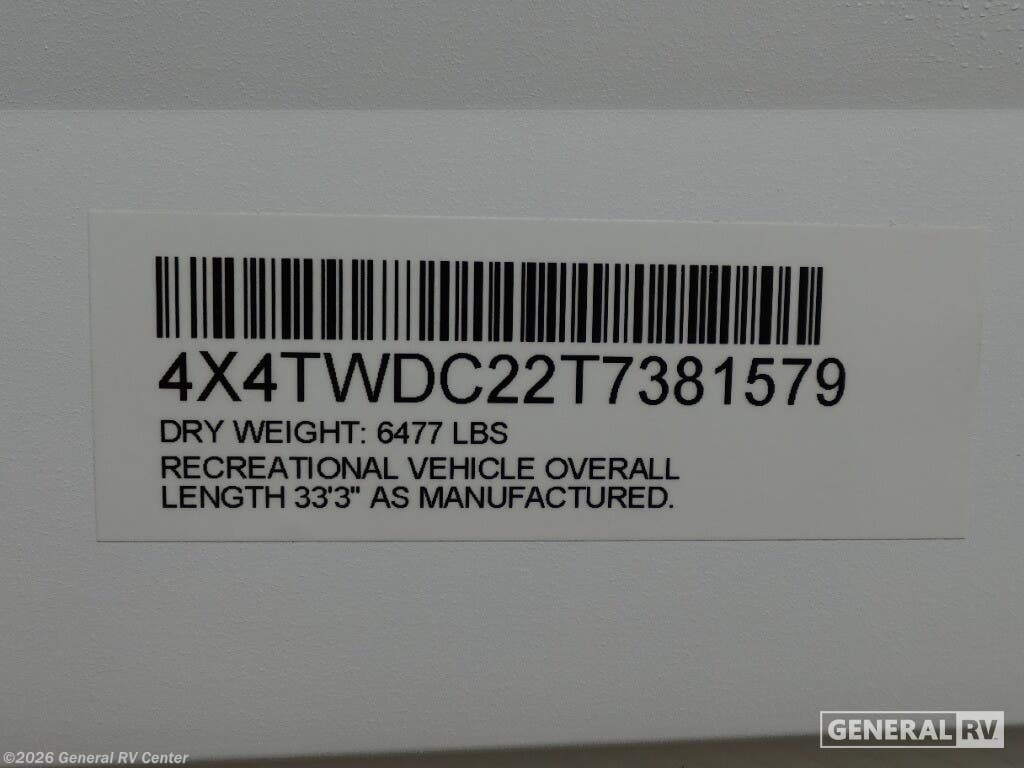 4X4TWDC22T7381579
DRY WEIGHT: 6477 LBS
RECREATIONAL VEHICLE OVERALL
LENGTH 33'3" AS MANUFACTURED.
GENERAL RV
©2026 General RV Center